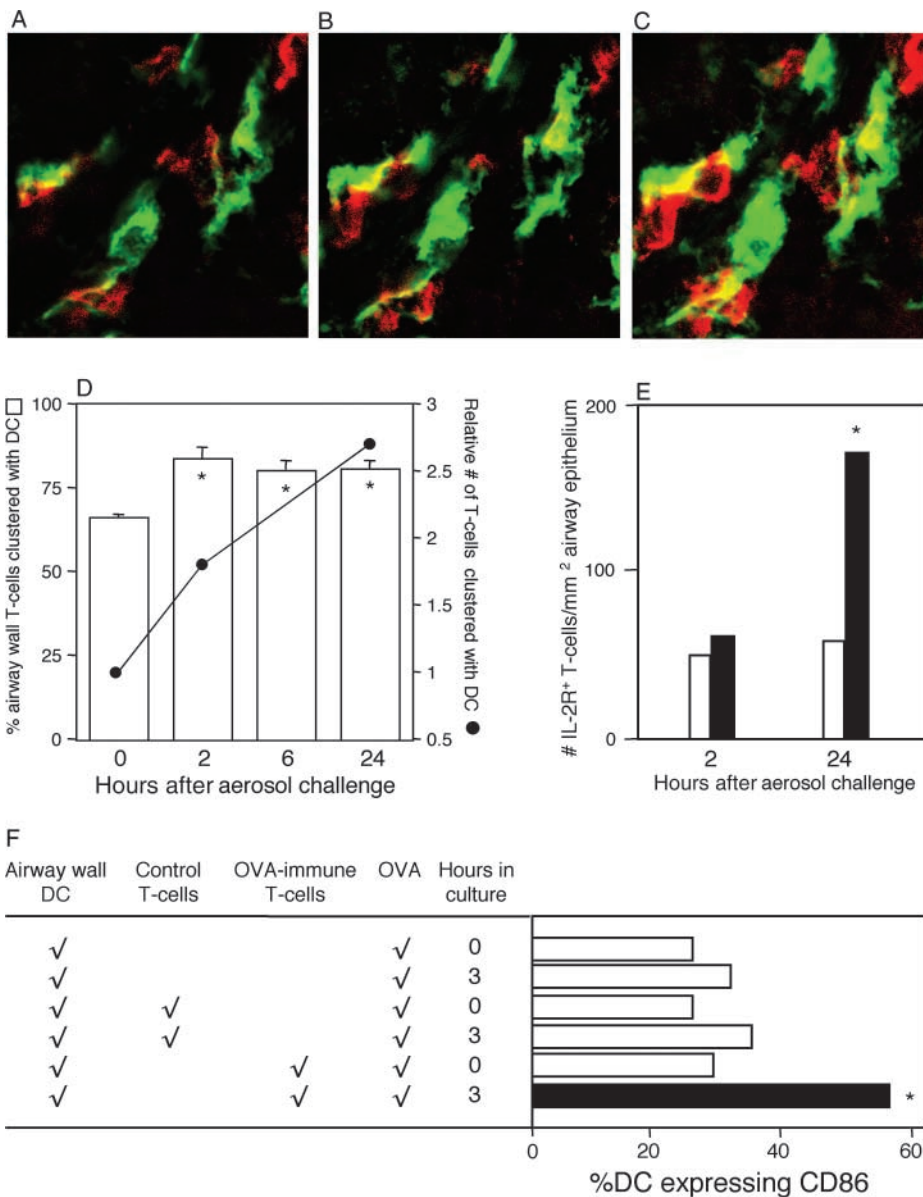 A
B
C
D
% airway wall T-cells clustered with DC
100
75
50
25
0
3
2.5
2
1.5
1
0.5
Relative # of T-cells clustered with DC
*
*
*
0 2 6 24
Hours after aerosol challenge
E
# IL-2R+ T-cells/mm 2 airway epithelium
200
100
0
*
2 24
Hours after aerosol challenge
F
Airway wall DC
Control T-cells
OVA-immune T-cells
OVA
Hours in culture
√ √ 0
√ √ 3
√ √ √ 0
√ √ √ 3
√ √ √ 0
√ √ √ 3 *
0 20 40 60
%DC expressing CD86